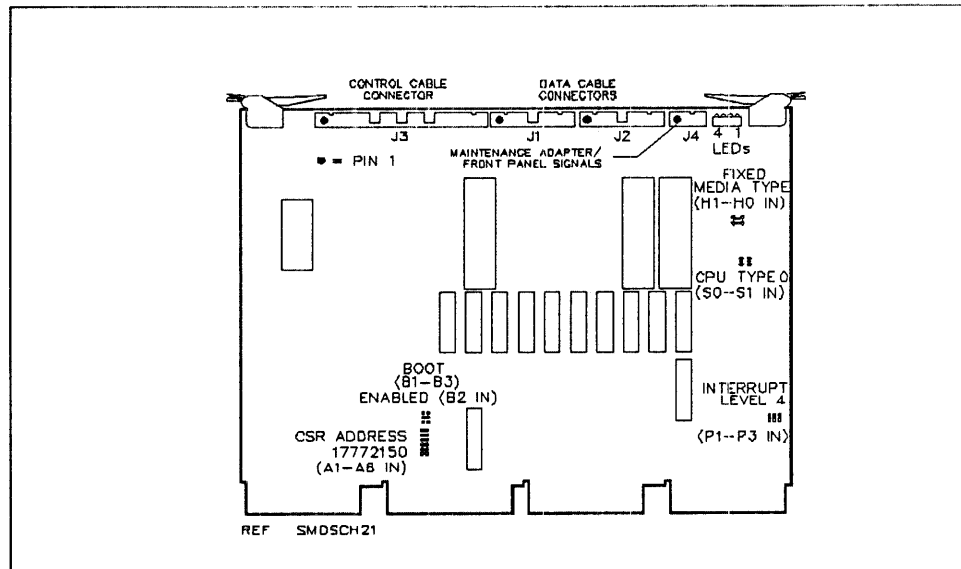 CONTROL CABLE
CONNECTOR
DATA CABLE
CONNECTORS
J3
J1
J2
J4
4 1
LEDs
● = PIN 1
MAINTENANCE ADAPTER/
FRONT PANEL SIGNALS
FIXED
MEDIA TYPE
(H1--H0 IN)
CPU TYPE 0
(S0--S1 IN)
BOOT
(B1-B3)
ENABLED (B2 IN)
INTERRUPT
LEVEL 4
(P1--P3 IN)
CSR ADDRESS
17772150
(A1-A6 IN)
REF SMDSCH21